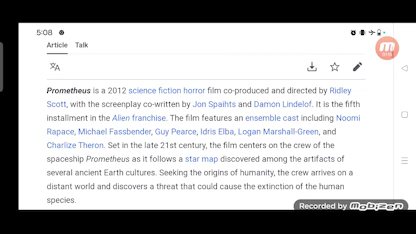 5:08
Article Talk
Prometheus is a 2012 science fiction horror film co-produced and directed by Ridley
Scott, with the screenplay co-written by Jon Spaihts and Damon Lindelof. It is the fifth
installment in the Alien franchise. The film features an ensemble cast including Noomi
Rapace, Michael Fassbender, Guy Pearce, Idris Elba, Logan Marshall-Green, and
Charlize Theron. Set in the late 21st century, the film centers on the crew of the
spaceship Prometheus as it follows a star map discovered among the artifacts of
several ancient Earth cultures. Seeking the origins of humanity, the crew arrives on a
distant world and discovers a threat that could cause the extinction of the human
species.
Recorded by MOBIZEN